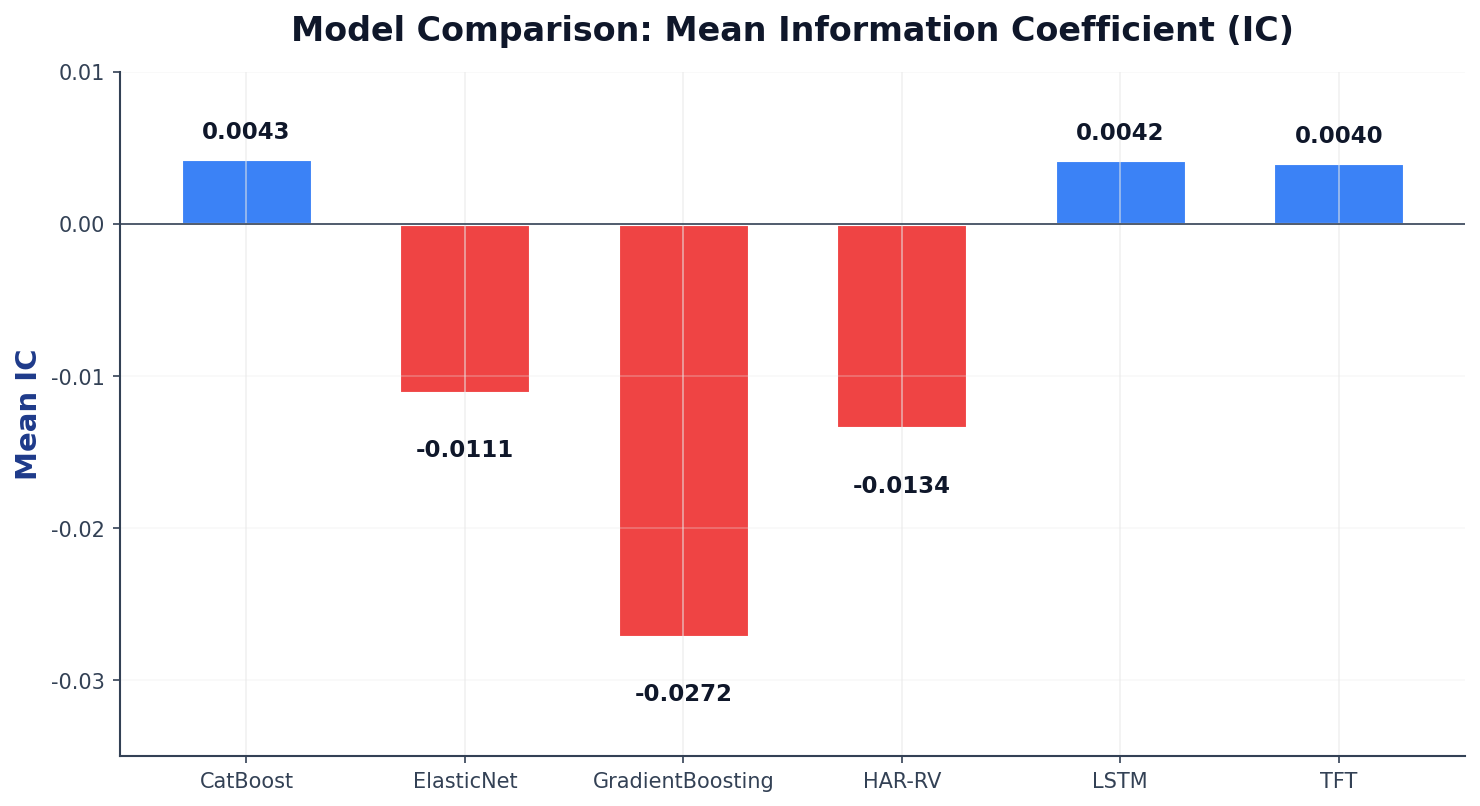 Model Comparison: Mean Information Coefficient (IC)
Mean IC
0.01
0.00
-0.01
-0.02
-0.03
0.0043
-0.0111
-0.0272
-0.0134
0.0042
0.0040
CatBoost
ElasticNet
GradientBoosting
HAR-RV
LSTM
TFT